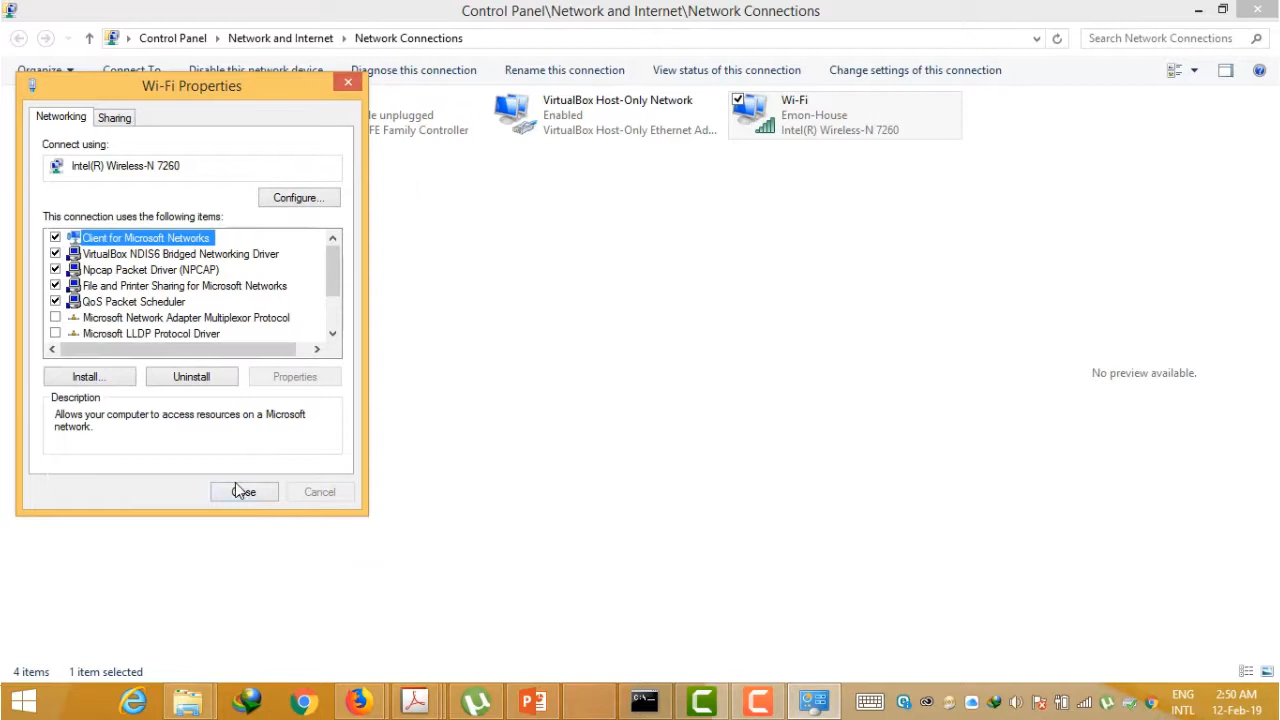 Control Panel\Network and Internet\Network Connections
Control Panel Network and Internet Network Connections
Search Network Connections
Organize Connect To Disable this network device Diagnose this connection Rename this connection View status of this connection Change settings of this connection
Wi-Fi Properties
Networking Sharing
Connect using:
Intel(R) Wireless-N 7260
Configure...
This connection uses the following items:
Client for Microsoft Networks
VirtualBox NDIS6 Bridged Networking Driver
Npcap Packet Driver (NPCAP)
File and Printer Sharing for Microsoft Networks
QoS Packet Scheduler
Microsoft Network Adapter Multiplexor Protocol
Microsoft LLDP Protocol Driver
Install... Uninstall Properties
Description
Allows your computer to access resources on a Microsoft
network.
Close Cancel
le unplugged
FE Family Controller
VirtualBox Host-Only Network
Enabled
VirtualBox Host-Only Ethernet Ad...
Wi-Fi
Emon-House
Intel(R) Wireless-N 7260
No preview available.
4 items 1 item selected
ENG
INTL
2:50 AM
12-Feb-19